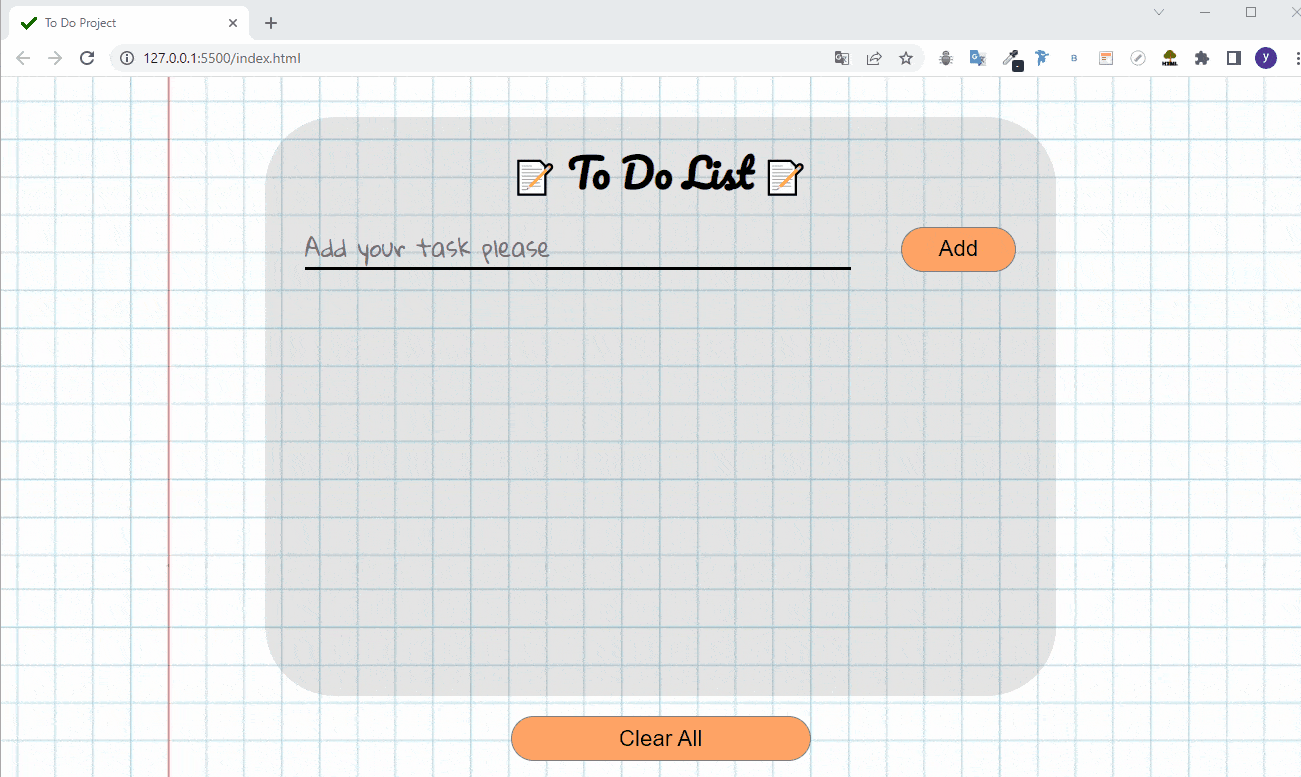 To Do Project
127.0.0.1:5500/index.html
B
HTML
y
To Do List
Add your task please
Add
Clear All